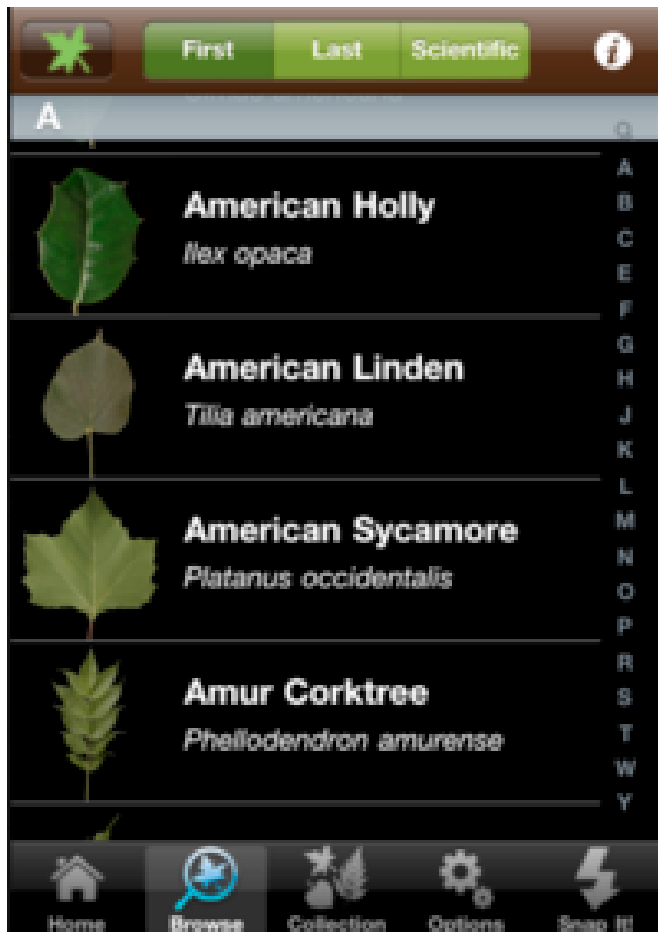 First Last Scientific i
A
American Holly
Ilex opaca
American Linden
Tilia americana
American Sycamore
Platanus occidentalis
Amur Corktree
Phellodendron amurense
Q
A
B
C
E
F
G
H
J
K
L
M
N
O
P
R
S
T
W
Y
Home Browse Collection Options Snap It!